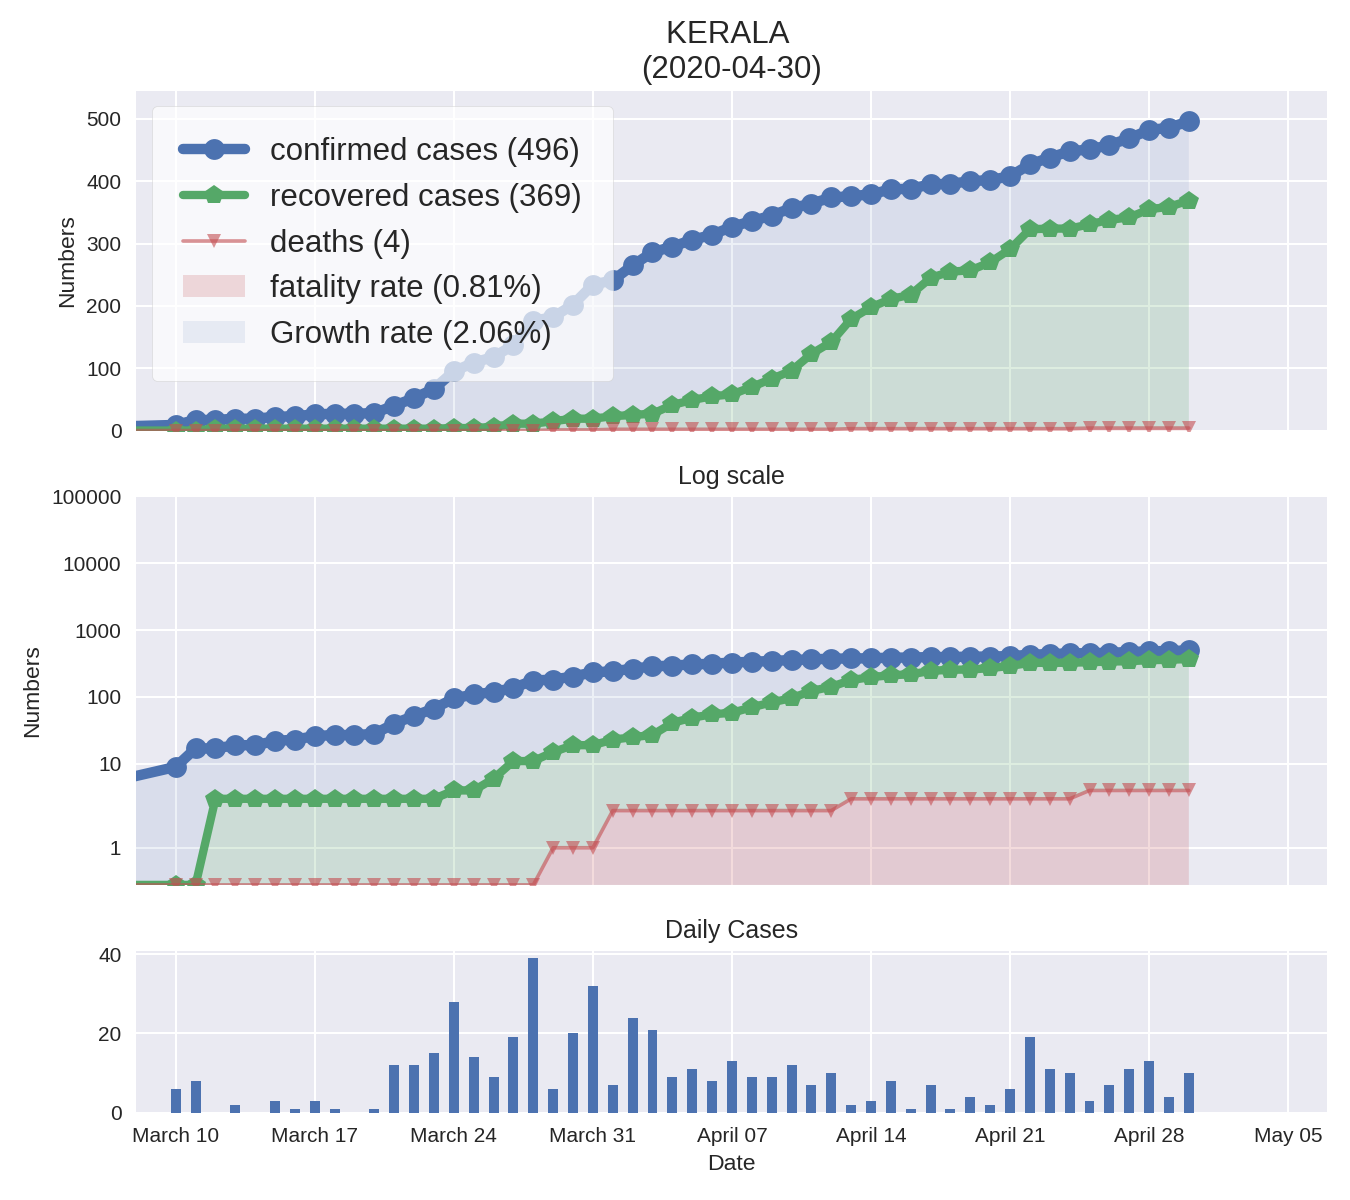 KERALA
(2020-04-30)
Numbers
500
400
300
200
100
0
confirmed cases (496)
recovered cases (369)
deaths (4)
fatality rate (0.81%)
Growth rate (2.06%)
Log scale
Numbers
100000
10000
1000
100
10
1
Daily Cases
40
20
0
March 10 March 17 March 24 March 31 April 07 April 14 April 21 April 28 May 05
Date